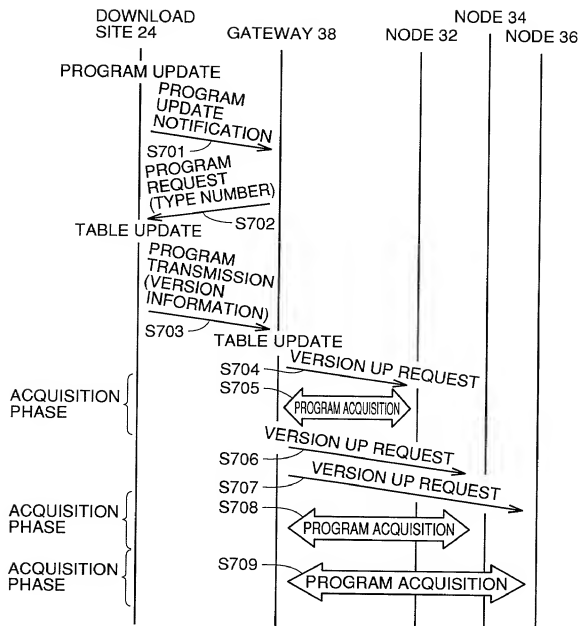 DOWNLOAD
SITE 24
GATEWAY 38
NODE 32
NODE 34
NODE 36
PROGRAM UPDATE
PROGRAM
UPDATE
NOTIFICATION
S701
PROGRAM
REQUEST
(TYPE NUMBER)
S702
TABLE UPDATE
PROGRAM
TRANSMISSION
(VERSION
INFORMATION)
S703
TABLE UPDATE
S704
VERSION UP REQUEST
S705
ACQUISITION
PHASE
PROGRAM ACQUISITION
VERSION UP REQUEST
S706
VERSION UP REQUEST
S707
S708
ACQUISITION
PHASE
PROGRAM ACQUISITION
S709
ACQUISITION
PHASE
PROGRAM ACQUISITION